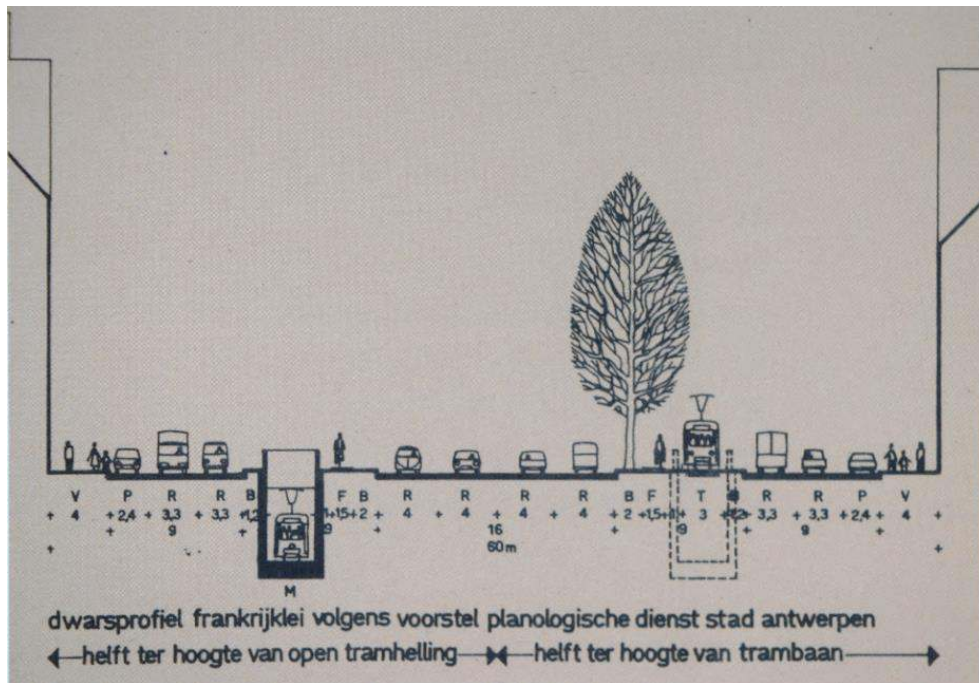 V P R R B F B R R R R B F T R R P V
+ 4 + 2,4 + 3,3 + 3,3 + 1,2 + 1,5 + 2 + 4 + 4 + 4 + 4 + 2 + 1,5 + 3 + 3,3 + 3,3 + 2,4 + 4 +
+ + 9 + 9 + 16 + 9 + 9 + +
+ 60m +
M
dwarsprofiel frankrijklei volgens voorstel planologische dienst stad antwerpen
helft ter hoogte van open tramhelling helft ter hoogte van trambaan